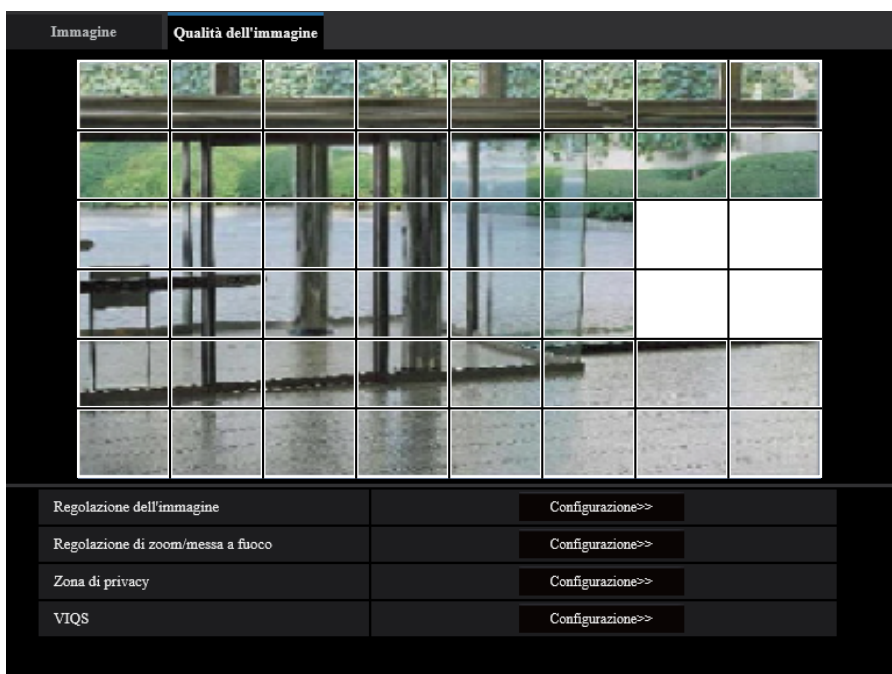 Immagine
Qualità dell'immagine
Regolazione dell'immagine
Configurazione>>
Regolazione di zoom/messa a fuoco
Configurazione>>
Zona di privacy
Configurazione>>
VIQS
Configurazione>>